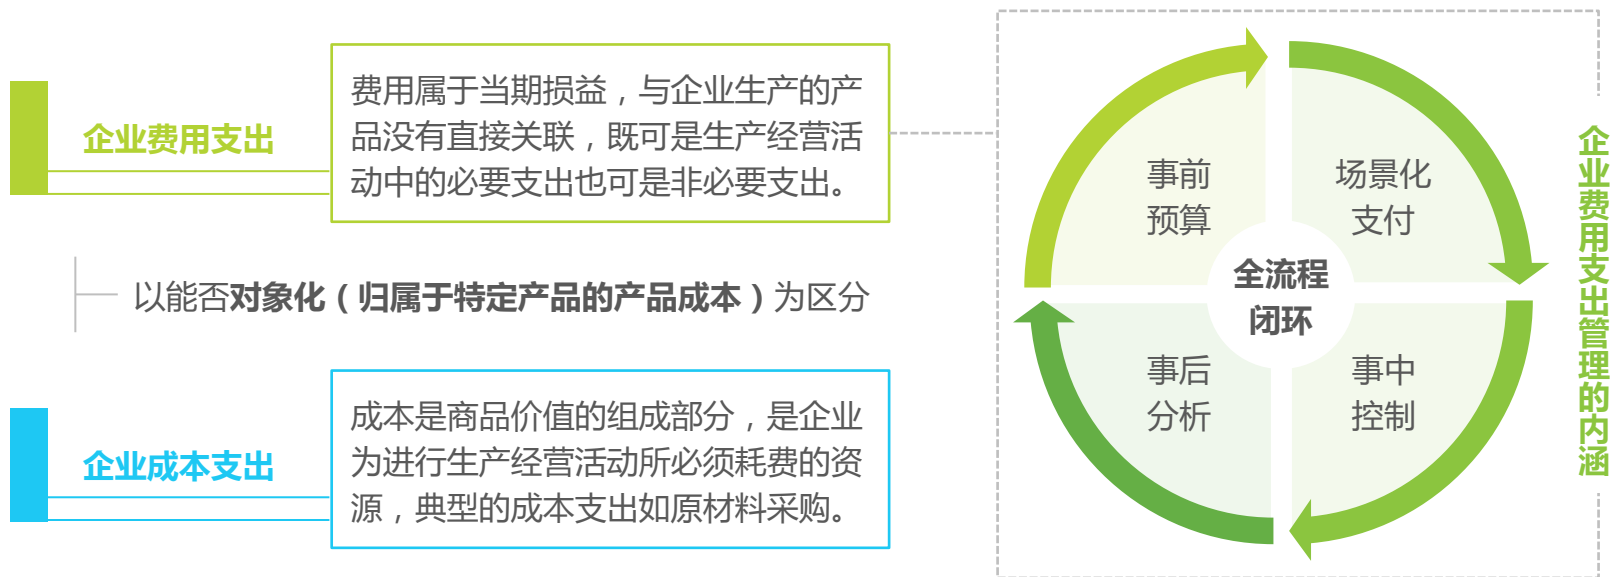 企业费用支出
费用属于当期损益，与企业生产的产
品没有直接关联，既可是生产经营活
动中的必要支出也可是非必要支出。
以能否对象化（归属于特定产品的产品成本）为区分
企业成本支出
成本是商品价值的组成部分，是企业
为进行生产经营活动所必须耗费的资
源，典型的成本支出如原材料采购。
事前
预算
场景化
支付
全流程
闭环
事后
分析
事中
控制
企业费用支出管理的内涵